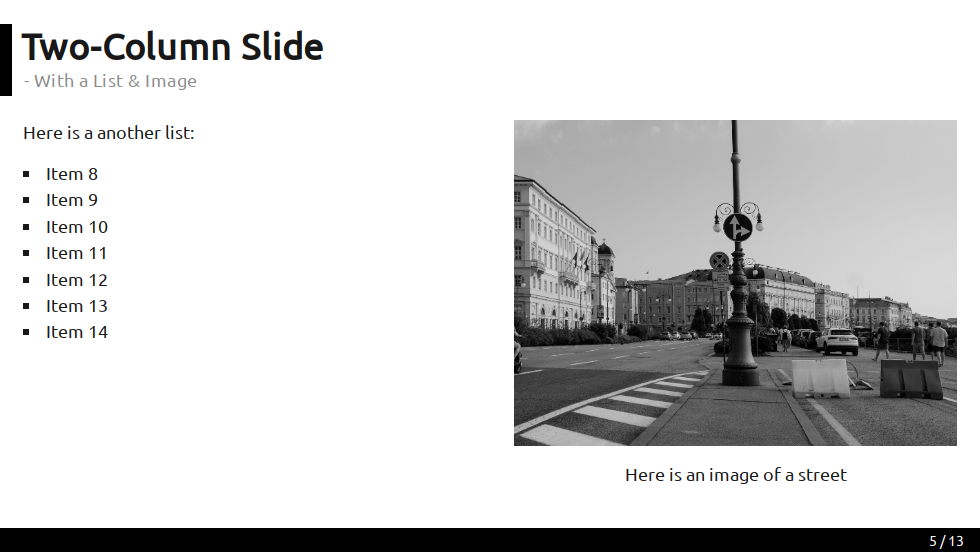 Two-Column Slide
- With a List & Image
Here is a another list:
Item 8
Item 9
Item 10
Item 11
Item 12
Item 13
Item 14
Here is an image of a street
5 / 13